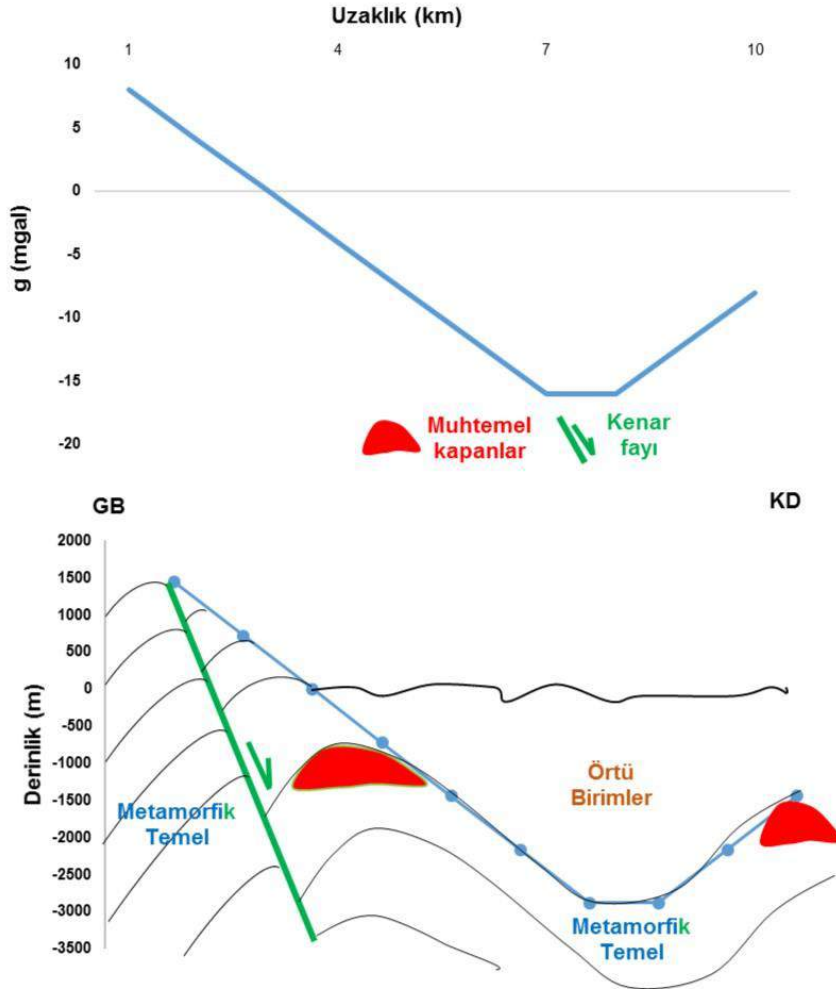 Uzaklık (km)
1 4 7 10
10
5
0
-5
-10
-15
-20
g (mgal)
Muhtemel
kapanlar
Kenar
fayı
GB
KD
2000
1500
1000
500
0
-500
-1000
-1500
-2000
-2500
-3000
-3500
Derinlik (m)
Örtü
Birimler
Metamorfik
Temel
Metamorfik
Temel